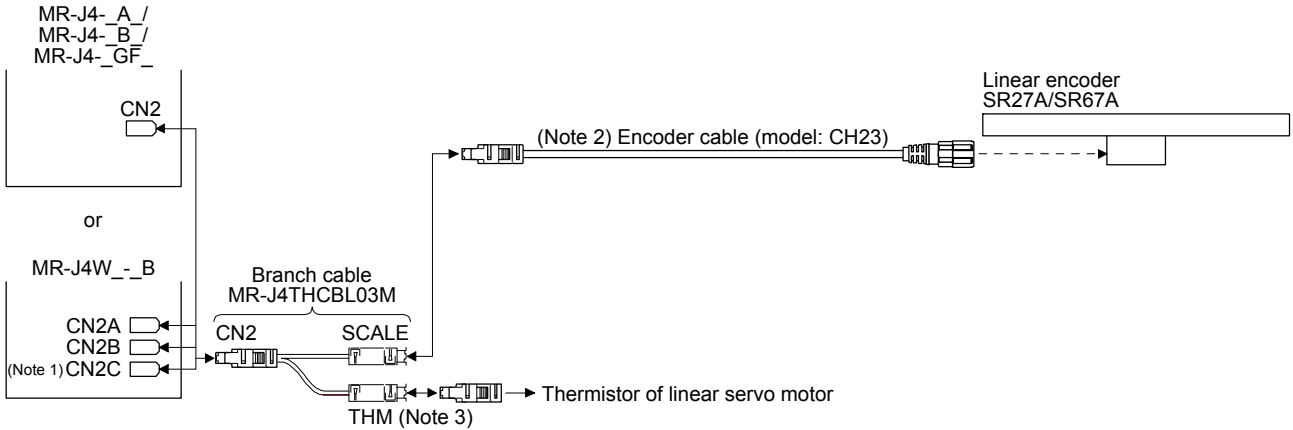 MR-J4-_A_/
MR-J4-_B_/
MR-J4-_GF_
CN2
Linear encoder
SR27A/SR67A
(Note 2) Encoder cable (model: CH23)
or
MR-J4W_-_B
Branch cable
MR-J4THCBL03M
CN2A
CN2B
(Note 1) CN2C
CN2
SCALE
THM (Note 3)
Thermistor of linear servo motor